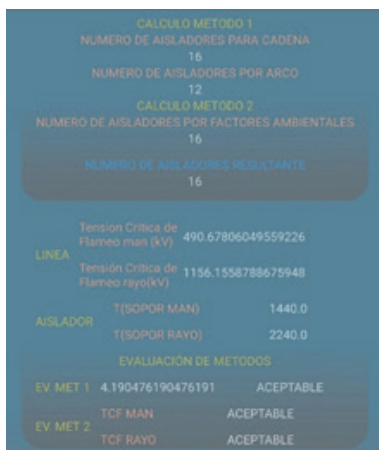 CALCULO METODO 1
NUMERO DE AISLADORES PARA CADENA
16
NUMERO DE AISLADORES POR ARCO
12
CALCULO METODO 2
NUMERO DE AISLADORES POR FACTORES AMBIENTALES
16
NUMERO DE AISLADORES RESULTANTE
16
LINEA
Tension Critica de
Flameo man (kV) 490.67806049559226
Tensión Critica de
Flameo rayo(kV) 1156.1558788675948
AISLADOR
T(SOPOR MAN) 1440.0
T(SOPOR RAYO) 2240.0
EVALUACIÓN DE METODOS
EV. MET 1 4.190476190476191 ACEPTABLE
EV. MET 2
TCF MAN ACEPTABLE
TCF RAYO ACEPTABLE